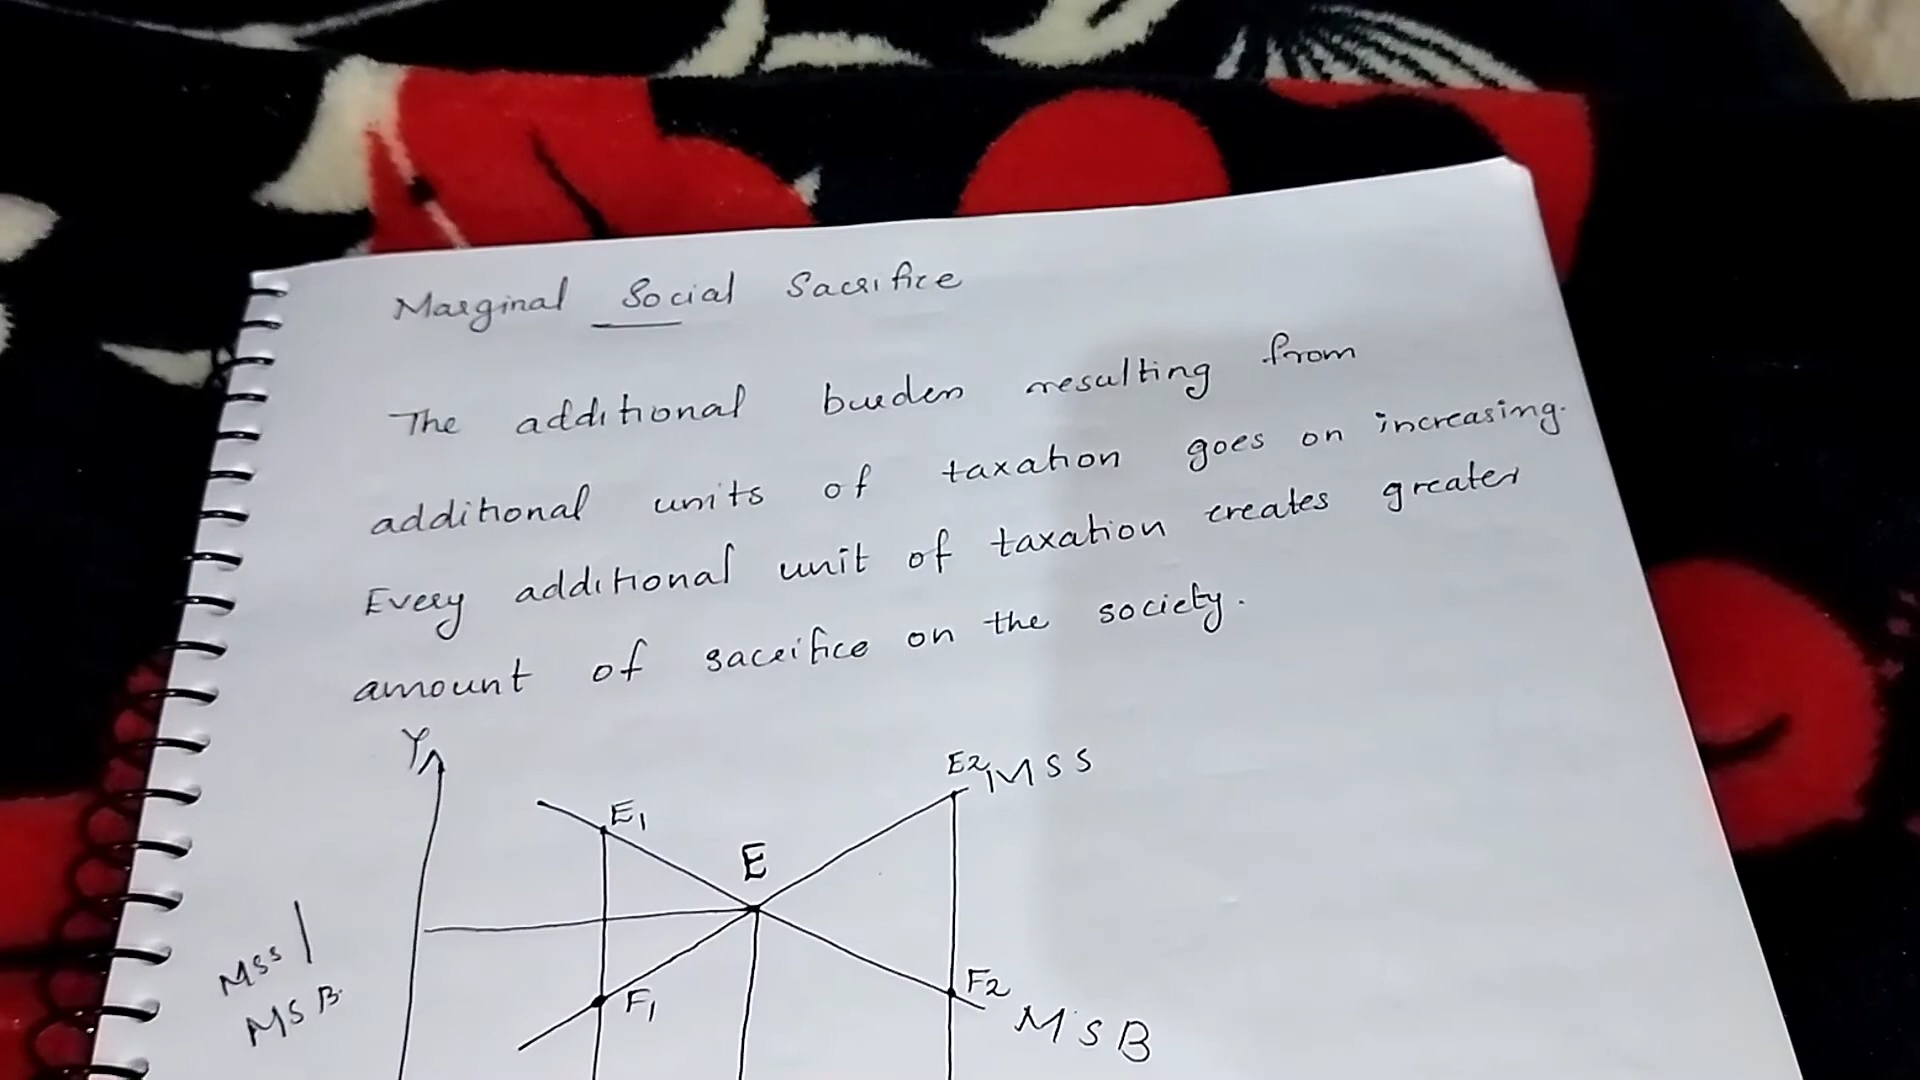 Marginal Social Sacrifice
The additional burden resulting from
additional units of taxation goes on increasing.
Every additional unit of taxation creates greater
amount of sacrifice on the society.
Y
E2 MSS
E1
E
MSS/
MSB
F1
F2
MSB